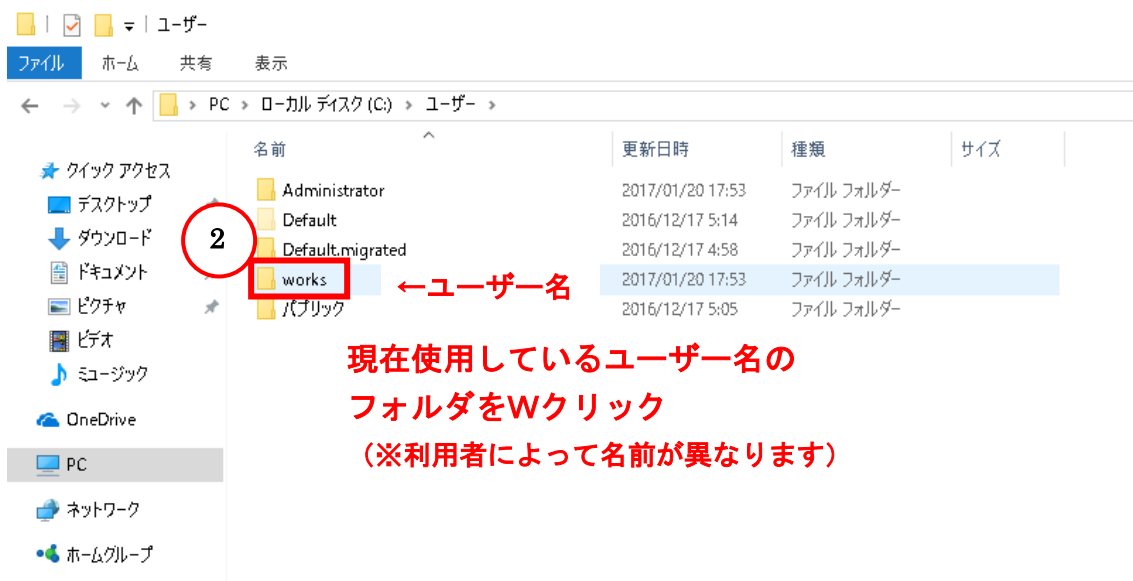 ユーザー
ファイル ホーム 共有 表示
PC > ローカル ディスク (C:) > ユーザー >
名前 更新日時 種類 サイズ
クイック アクセス
デスクトップ
ダウンロード
ドキュメント
ピクチャ
ビデオ
ミュージック
OneDrive
PC
ネットワーク
ホームグループ
Administrator 2017/01/20 17:53 ファイル フォルダー
Default 2016/12/17 5:14 ファイル フォルダー
Default.migrated 2016/12/17 4:58 ファイル フォルダー
works ←ユーザー名 2017/01/20 17:53 ファイル フォルダー
パブリック 2016/12/17 5:05 ファイル フォルダー
2
現在使用しているユーザー名の
フォルダをWクリック
（※利用者によって名前が異なります）